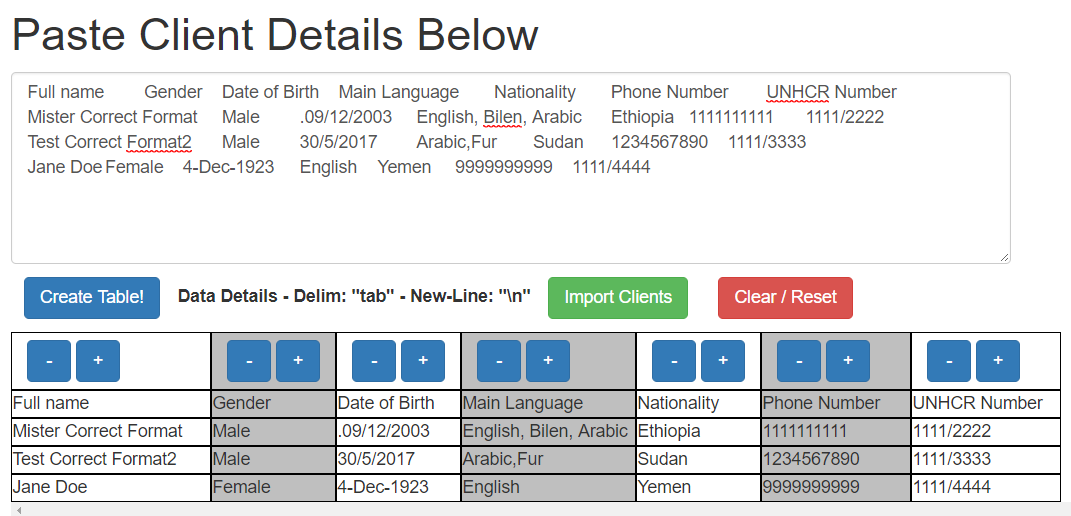 Paste Client Details Below
Full name Gender Date of Birth Main Language Nationality Phone Number UNHCR Number
Mister Correct Format Male .09/12/2003 English, Bilen, Arabic Ethiopia 1111111111 1111/2222
Test Correct Format2 Male 30/5/2017 Arabic,Fur Sudan 1234567890 1111/3333
Jane Doe Female 4-Dec-1923 English Yemen 9999999999 1111/4444
Create Table! Data Details - Delim: "tab" - New-Line: "\n" Import Clients Clear / Reset
- + - + - + - + - + - + - +
Full name Gender Date of Birth Main Language Nationality Phone Number UNHCR Number
Mister Correct Format Male .09/12/2003 English, Bilen, Arabic Ethiopia 1111111111 1111/2222
Test Correct Format2 Male 30/5/2017 Arabic,Fur Sudan 1234567890 1111/3333
Jane Doe Female 4-Dec-1923 English Yemen 9999999999 1111/4444